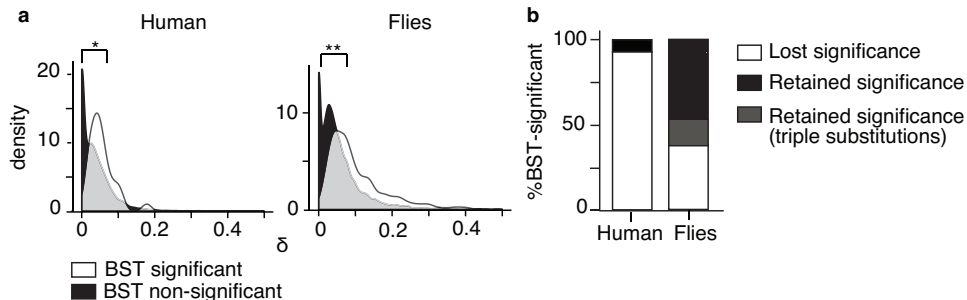 a
Human
Flies
*
**
density
20
10
0
10
0
0
0.2
0.4
0
0.2
0.4
δ
BST significant
BST non-significant
b
%BST-significant
100
50
0
Human
Flies
Lost significance
Retained significance
Retained significance
(triple substitutions)